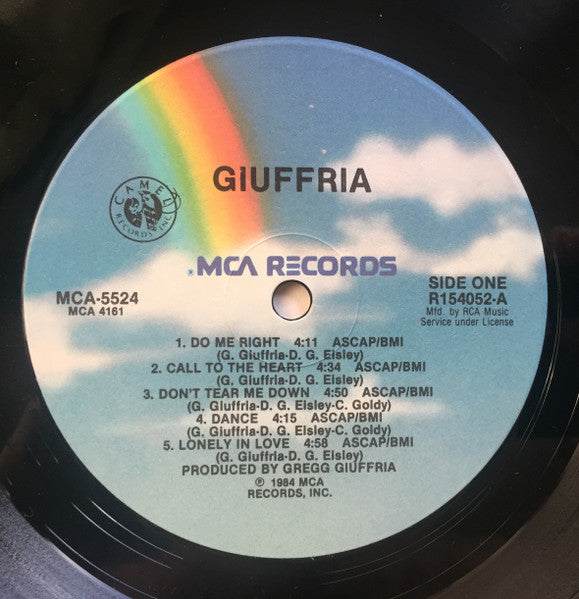 GIUFFRIA
CAMEL
RECORDS, INC.
MCA RECORDS
MCA-5524
MCA 4161
SIDE ONE
R154052-A
Mfd. by RCA Music
Service under License
1. DO ME RIGHT 4:11 ASCAP/BMI
(G. Giuffria-D. G. Eisley)
2. CALL TO THE HEART 4:34 ASCAP/BMI
(G. Giuffria-D. G. Eisley)
3. DON'T TEAR ME DOWN 4:50 ASCAP/BMI
(G. Giuffria-D. G. Eisley-C. Goldy)
4. DANCE 4:15 ASCAP/BMI
(G. Giuffria-D. G. Eisley-C. Goldy)
5. LONELY IN LOVE 4:58 ASCAP/BMI
(G. Giuffria-D. G. Eisley)
PRODUCED BY GREGG GIUFFRIA
℗ 1984 MCA
RECORDS, INC.